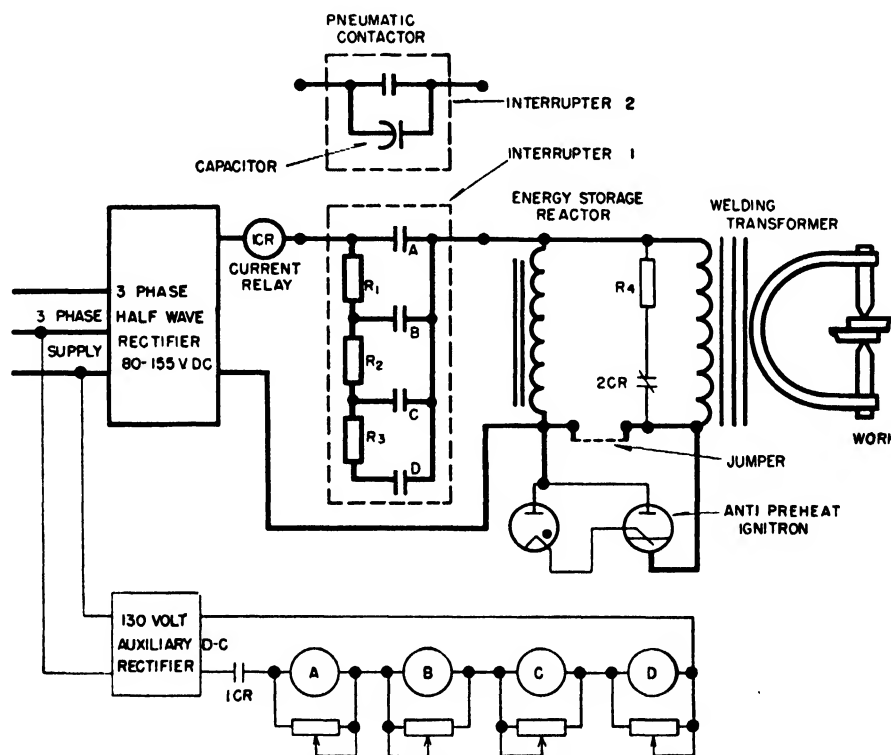 PNEUMATIC
CONTACTOR
INTERRUPTER 2
CAPACITOR
INTERRUPTER 1
ENERGY STORAGE
REACTOR
WELDING
TRANSFORMER
1CR
CURRENT
RELAY
A
R1
B
R2
C
R3
D
R4
2CR
3 PHASE
SUPPLY
3 PHASE
HALF WAVE
RECTIFIER
80-155 V DC
WORK
JUMPER
ANTI PREHEAT
IGNITRON
130 VOLT
AUXILIARY D-C
RECTIFIER
1CR
A
B
C
D